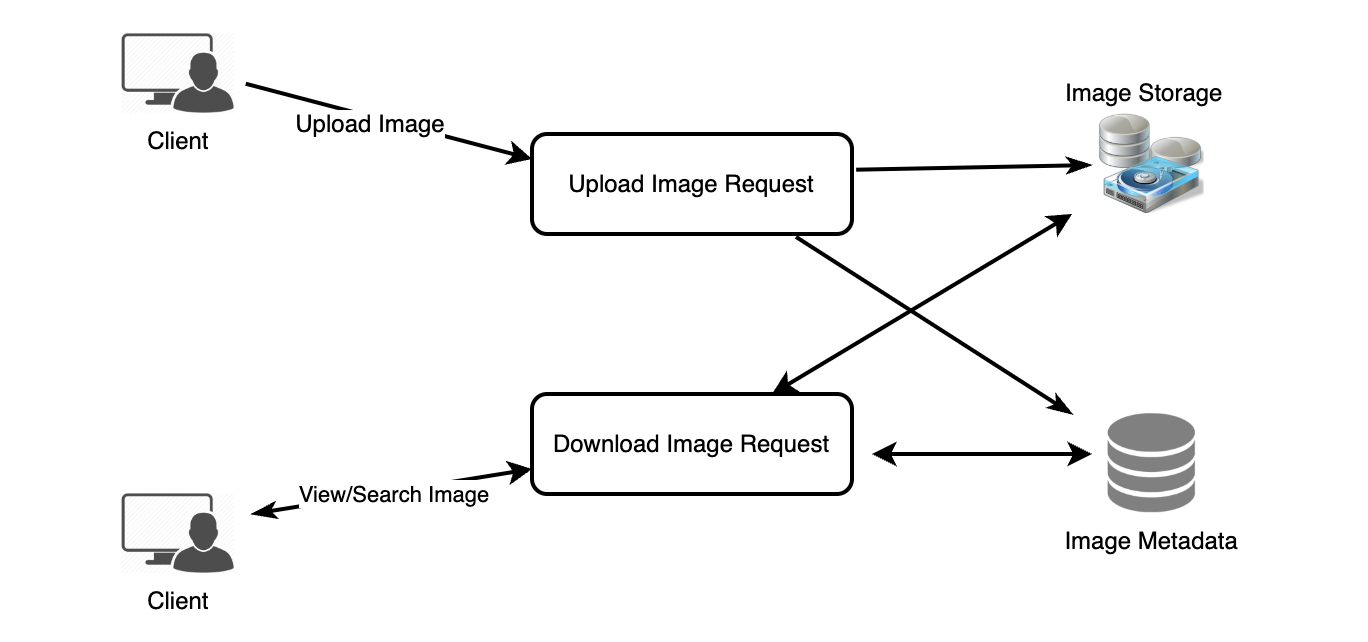 Client
Upload Image
Upload Image Request
Image Storage
Download Image Request
View/Search Image
Client
Image Metadata